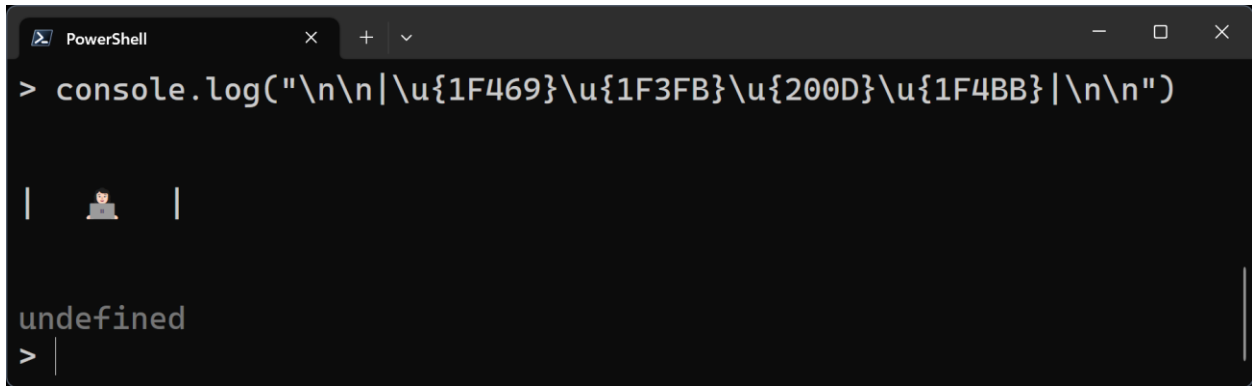 PowerShell
> console.log("\n\n|\u{1F469}\u{1F3FB}\u{200D}\u{1F4BB}|\n\n")
| 👩🏻‍💻 |
undefined
>